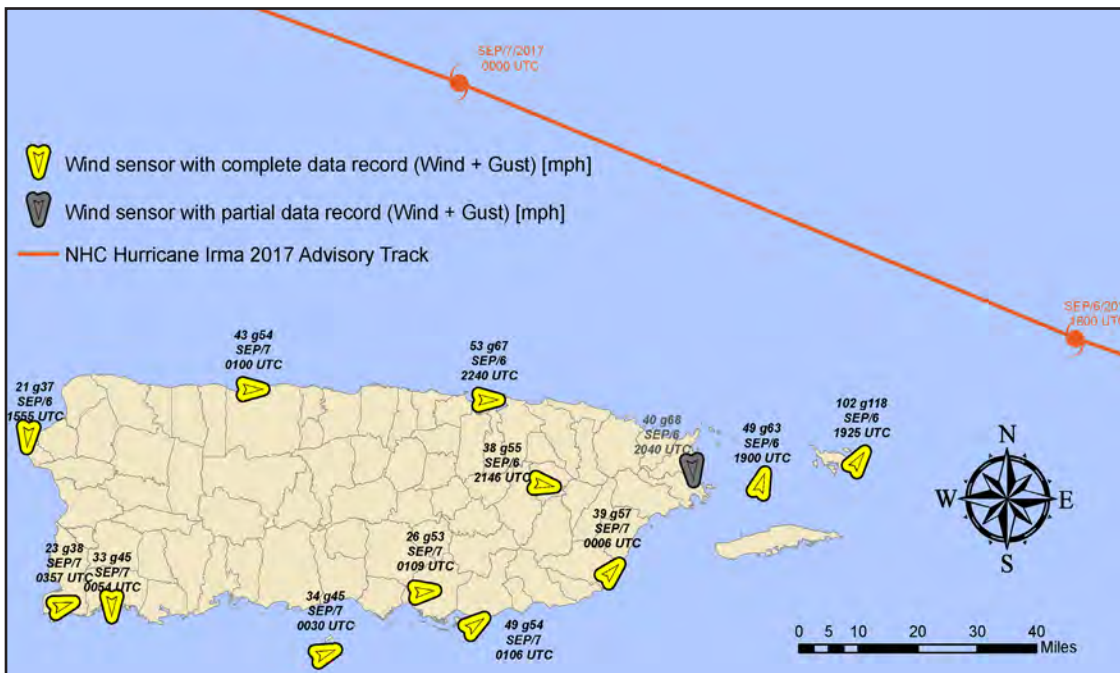 SEP/7/2017
0000 UTC
Wind sensor with complete data record (Wind + Gust) [mph]
Wind sensor with partial data record (Wind + Gust) [mph]
NHC Hurricane Irma 2017 Advisory Track
SEP/6/201
1800 UTC
43 g54
SEP/7
0100 UTC
53 g67
SEP/6
2240 UTC
21 g37
SEP/6
1555 UTC
40 g68
SEP/6
2040 UTC
49 g63
SEP/6
1900 UTC
102 g118
SEP/6
1925 UTC
38 g55
SEP/6
2146 UTC
N
W
E
S
39 g57
SEP/7
0006 UTC
26 g53
SEP/7
0109 UTC
23 g38
SEP/7
0357 UTC
33 g45
SEP/7
0054 UTC
34 g45
SEP/7
0030 UTC
49 g54
SEP/7
0106 UTC
0 5 10 20 30 40
Miles